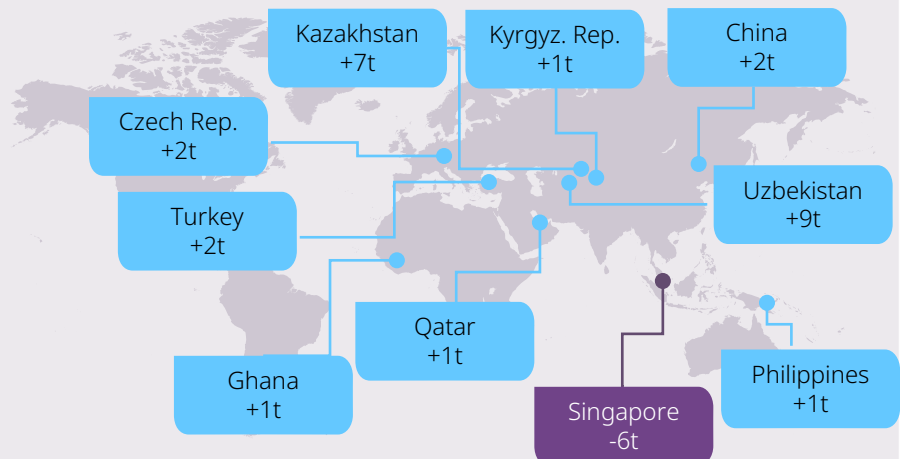 Kazakhstan
+7t
Kyrgyz. Rep.
+1t
China
+2t
Czech Rep.
+2t
Uzbekistan
+9t
Turkey
+2t
Qatar
+1t
Ghana
+1t
Philippines
+1t
Singapore
-6t